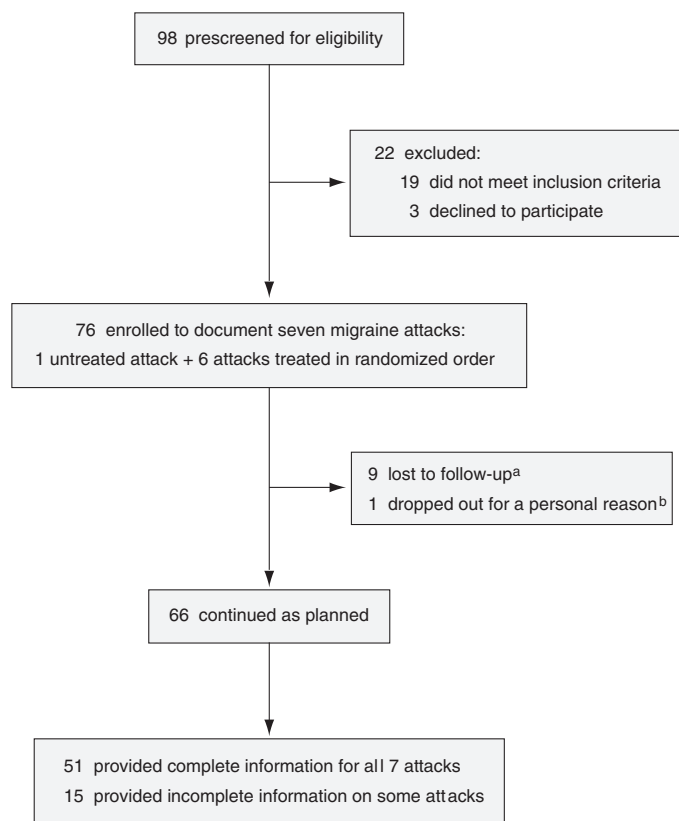 98 prescreened for eligibility
22 excluded:
19 did not meet inclusion criteria
3 declined to participate
76 enrolled to document seven migraine attacks:
1 untreated attack + 6 attacks treated in randomized order
9 lost to follow-upᵃ
1 dropped out for a personal reasonᵇ
66 continued as planned
51 provided complete information for all 7 attacks
15 provided incomplete information on some attacks